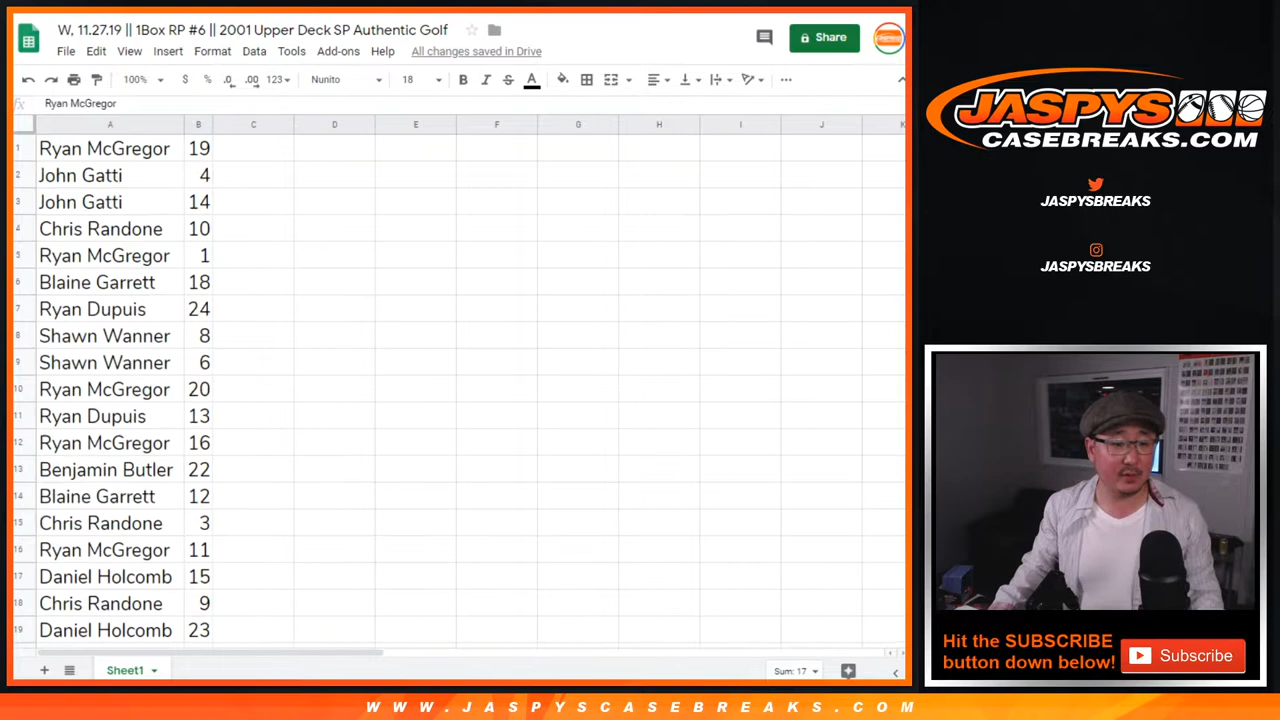 W, 11.27.19 || 1Box RP #6 || 2001 Upper Deck SP Authentic Golf
File Edit View Insert Format Data Tools Add-ons Help All changes saved in Drive
Share
100% $ % .0 .00 123 Nunito 18 B I S A
fx Ryan McGregor
A B C D E F G H I J K
1 Ryan McGregor 19
2 John Gatti 4
3 John Gatti 14
4 Chris Randone 10
5 Ryan McGregor 1
6 Blaine Garrett 18
7 Ryan Dupuis 24
8 Shawn Wanner 8
9 Shawn Wanner 6
10 Ryan McGregor 20
11 Ryan Dupuis 13
12 Ryan McGregor 16
13 Benjamin Butler 22
14 Blaine Garrett 12
15 Chris Randone 3
16 Ryan McGregor 11
17 Daniel Holcomb 15
18 Chris Randone 9
19 Daniel Holcomb 23
Sheet1
Sum: 17
JASPYS
CASEBREAKS.COM
JASPYSBREAKS
JASPYSBREAKS
Hit the SUBSCRIBE
button down below!
Subscribe
WWW.JASPYSCASEBREAKS.COM